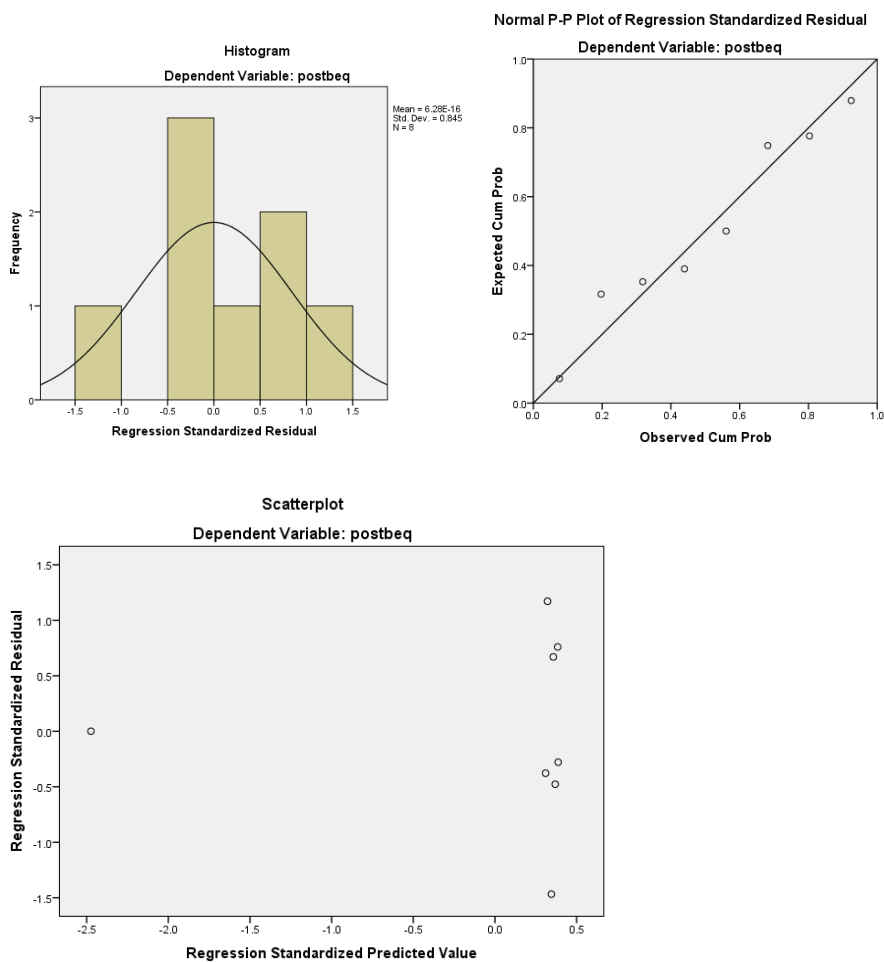 Histogram
Dependent Variable: postbeq
Mean = 6.28E-16
Std. Dev. = 0.845
N = 8
Frequency
3
2
1
0
-1.5 -1.0 -0.5 0.0 0.5 1.0 1.5
Regression Standardized Residual
Normal P-P Plot of Regression Standardized Residual
Dependent Variable: postbeq
Expected Cum Prob
1.0
0.8
0.6
0.4
0.2
0.0
0.0 0.2 0.4 0.6 0.8 1.0
Observed Cum Prob
Scatterplot
Dependent Variable: postbeq
Regression Standardized Residual
1.5
1.0
0.5
0.0
-0.5
-1.0
-1.5
-2.5 -2.0 -1.5 -1.0 -0.5 0.0 0.5
Regression Standardized Predicted Value